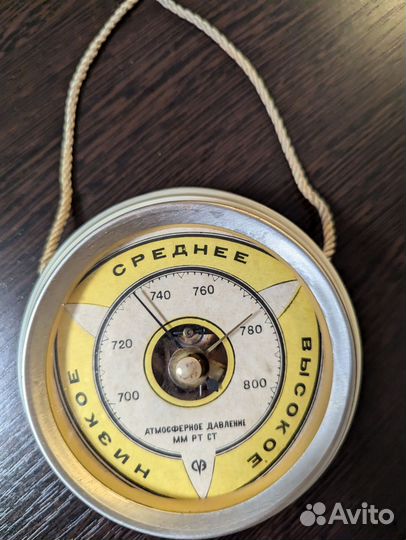 СРЕДНЕЕ
НИЗКОЕ
ВЫСОКОЕ
700
720
740
760
780
800
АТМОСФЕРНОЕ ДАВЛЕНИЕ
ММ РТ СТ
Avito